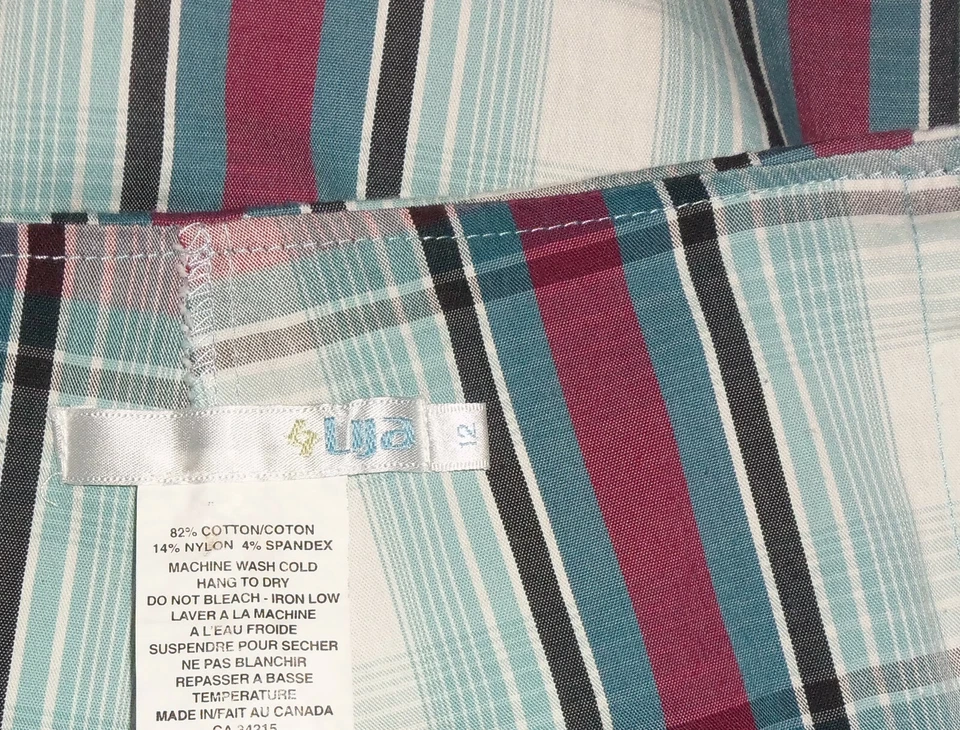 Lija
12
82% COTTON/COTON
14% NYLON 4% SPANDEX
MACHINE WASH COLD
HANG TO DRY
DO NOT BLEACH - IRON LOW
LAVER A LA MACHINE
A L'EAU FROIDE
SUSPENDRE POUR SECHER
NE PAS BLANCHIR
REPASSER A BASSE
TEMPERATURE
MADE IN/FAIT AU CANADA
CA 34215